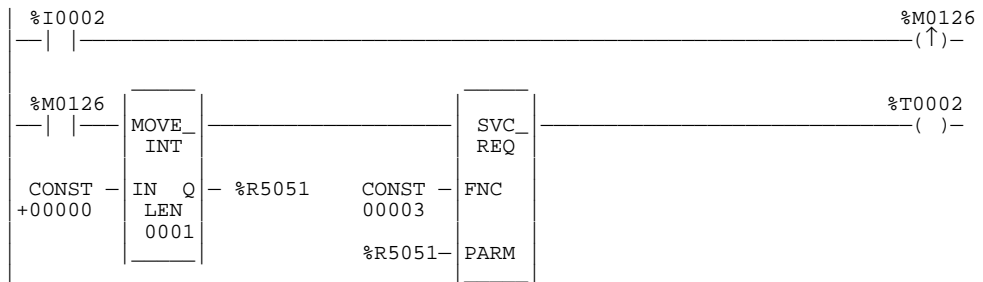 %I0002 %M0126
(↑)
%M0126 %T0002
MOVE_ SVC_ ( )
INT REQ
CONST IN Q %R5051 CONST FNC
+00000 LEN 00003
0001
%R5051 PARM